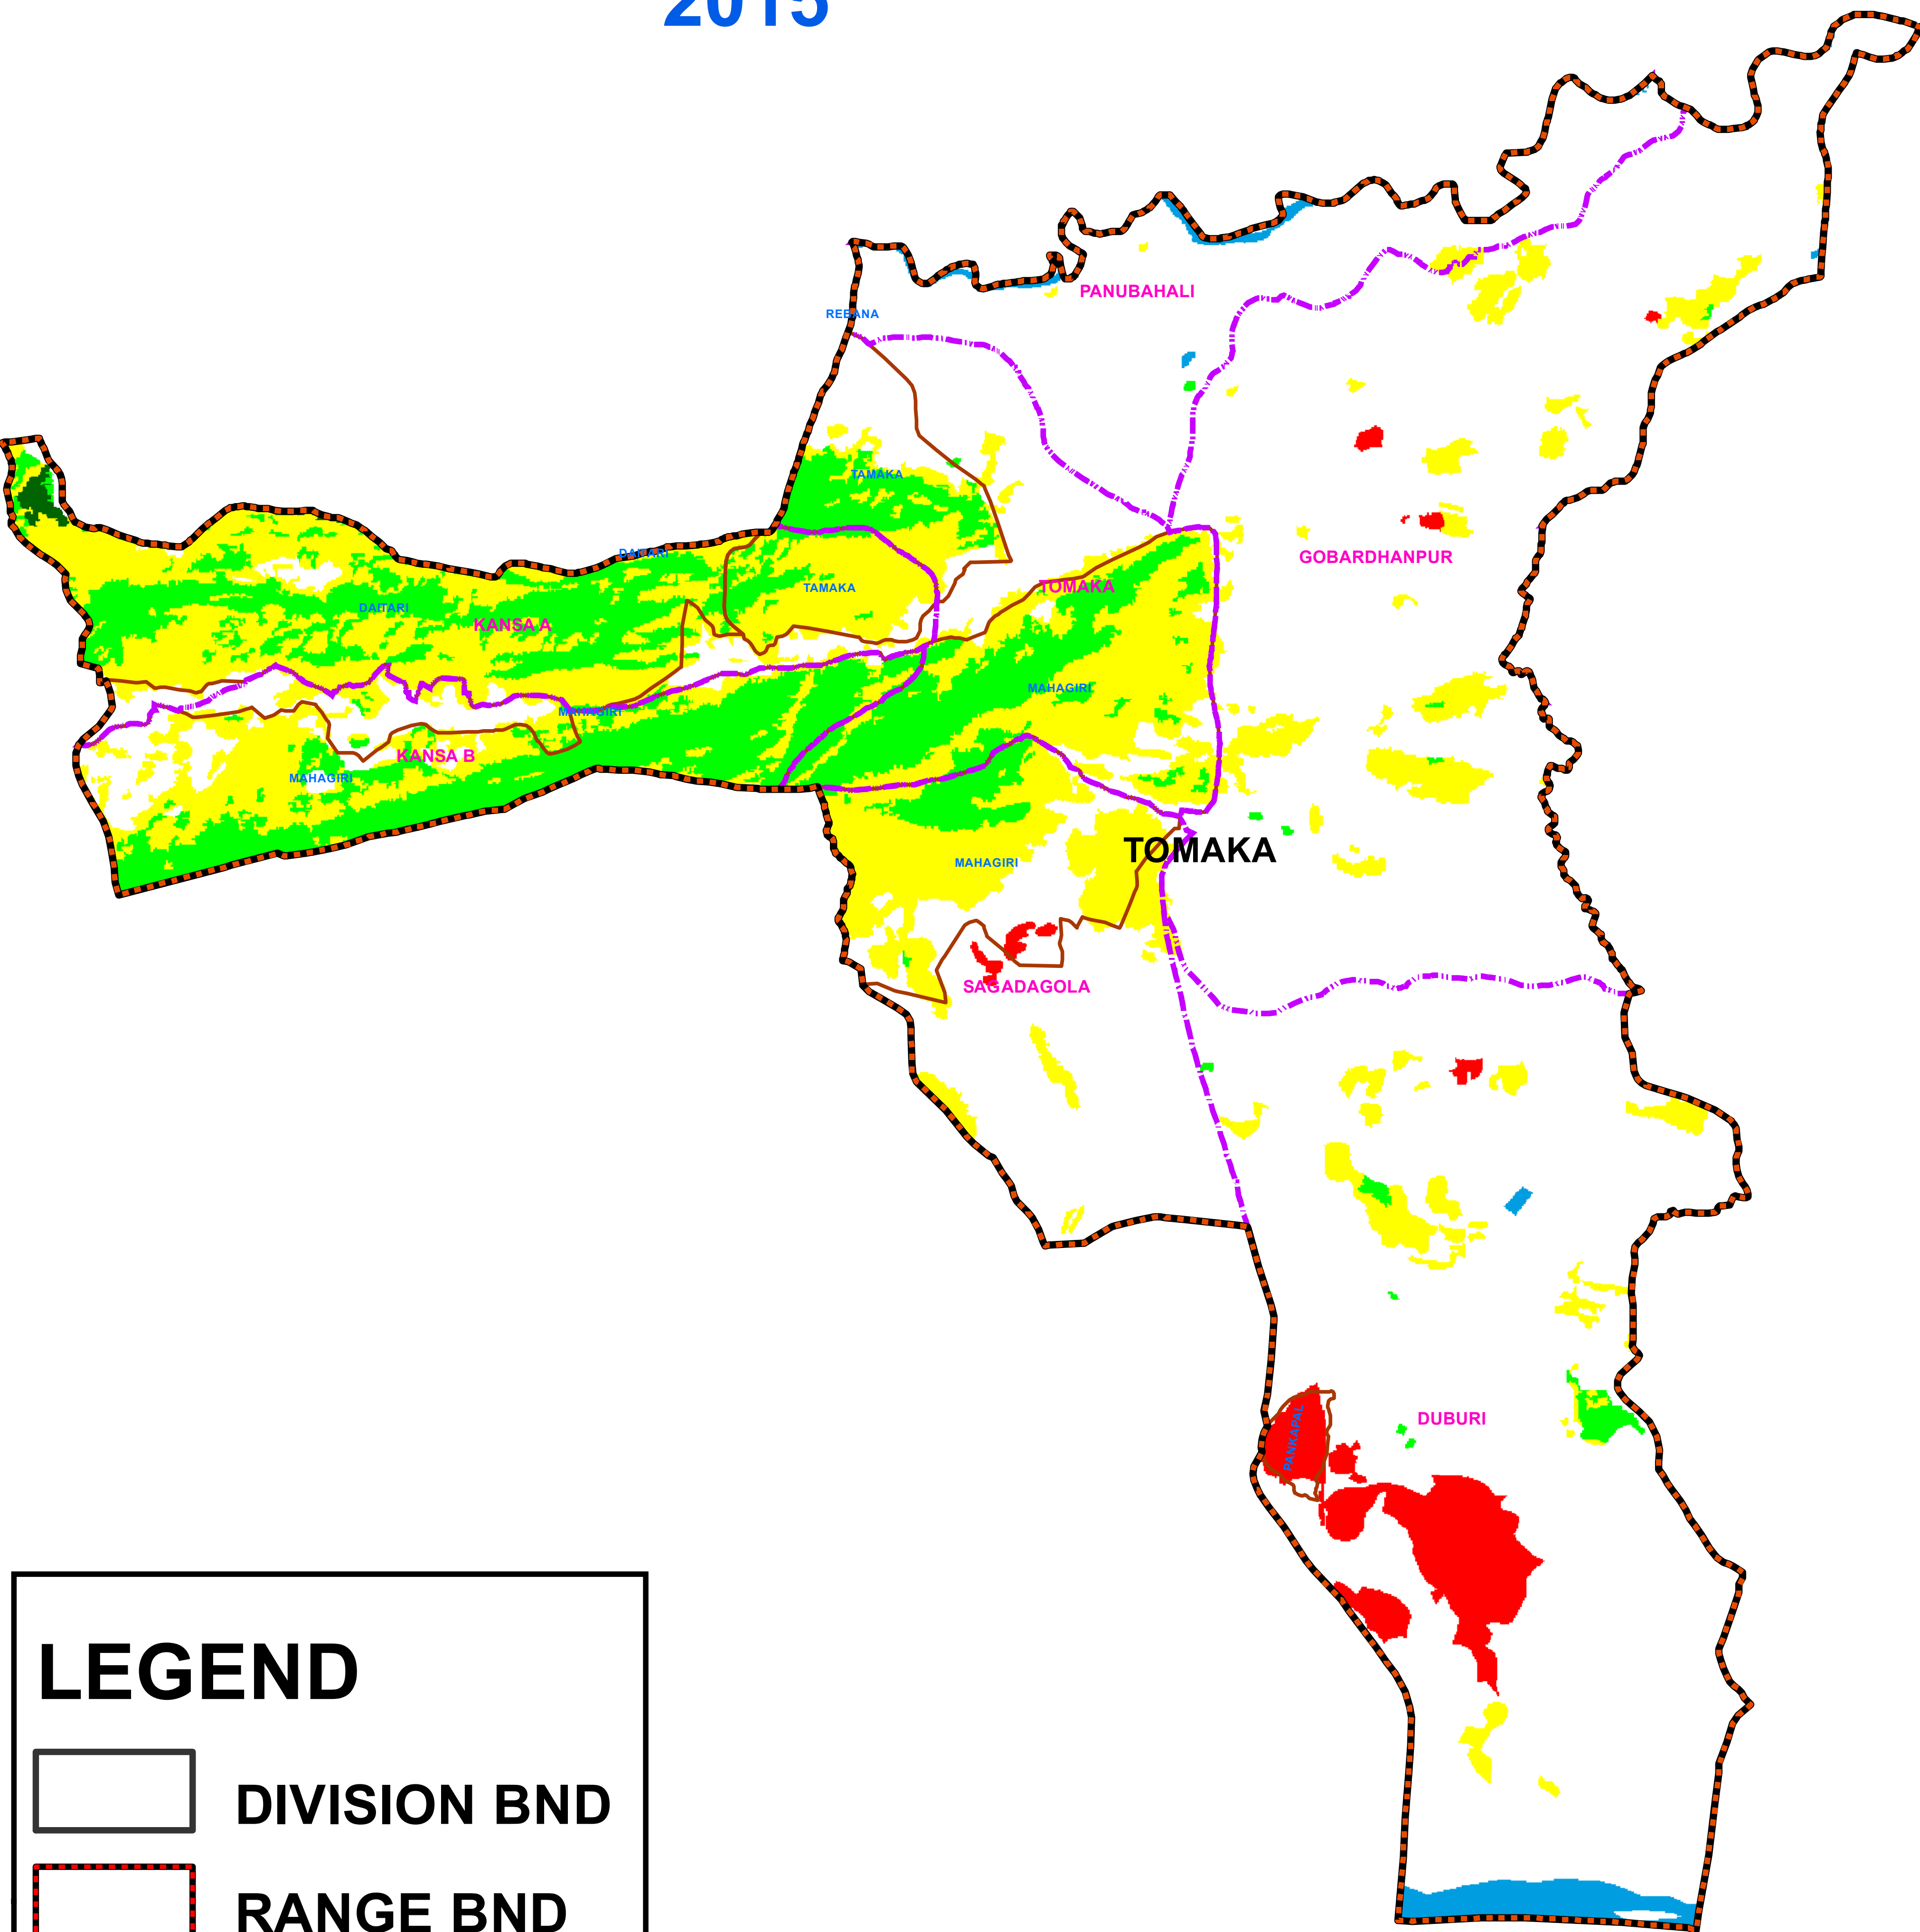 2015
PANUBAHALI
REBANA
TAMAKA
DAITARI
GOBARDHANPUR
TAMAKA
TOMAKA
DAITARI
KANSA A
MAHAGIRI
MAHAGIRI
KANSA B
MAHAGIRI
TOMAKA
MAHAGIRI
SAGADAGOLA
PANKAPAL
DUBURI
LEGEND
DIVISION BND
RANGE BND